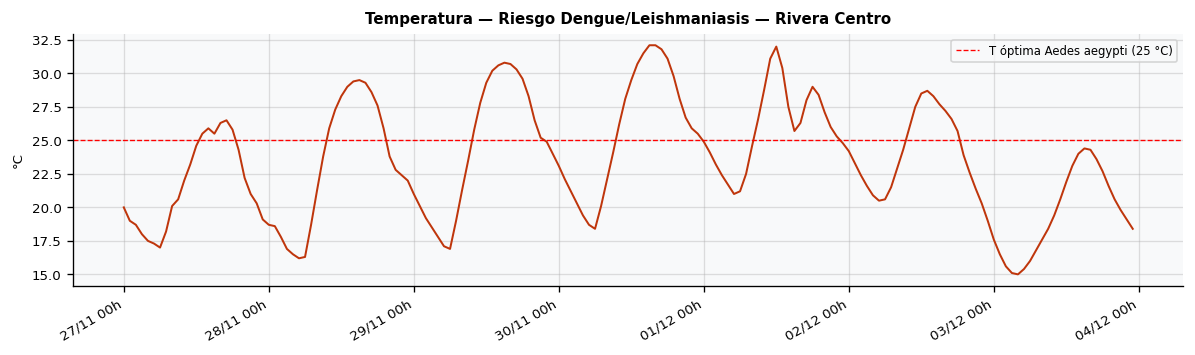 Temperatura — Riesgo Dengue/Leishmaniasis — Rivera Centro
T óptima Aedes aegypti (25 °C)
°C
32.5
30.0
27.5
25.0
22.5
20.0
17.5
15.0
27/11 00h
28/11 00h
29/11 00h
30/11 00h
01/12 00h
02/12 00h
03/12 00h
04/12 00h